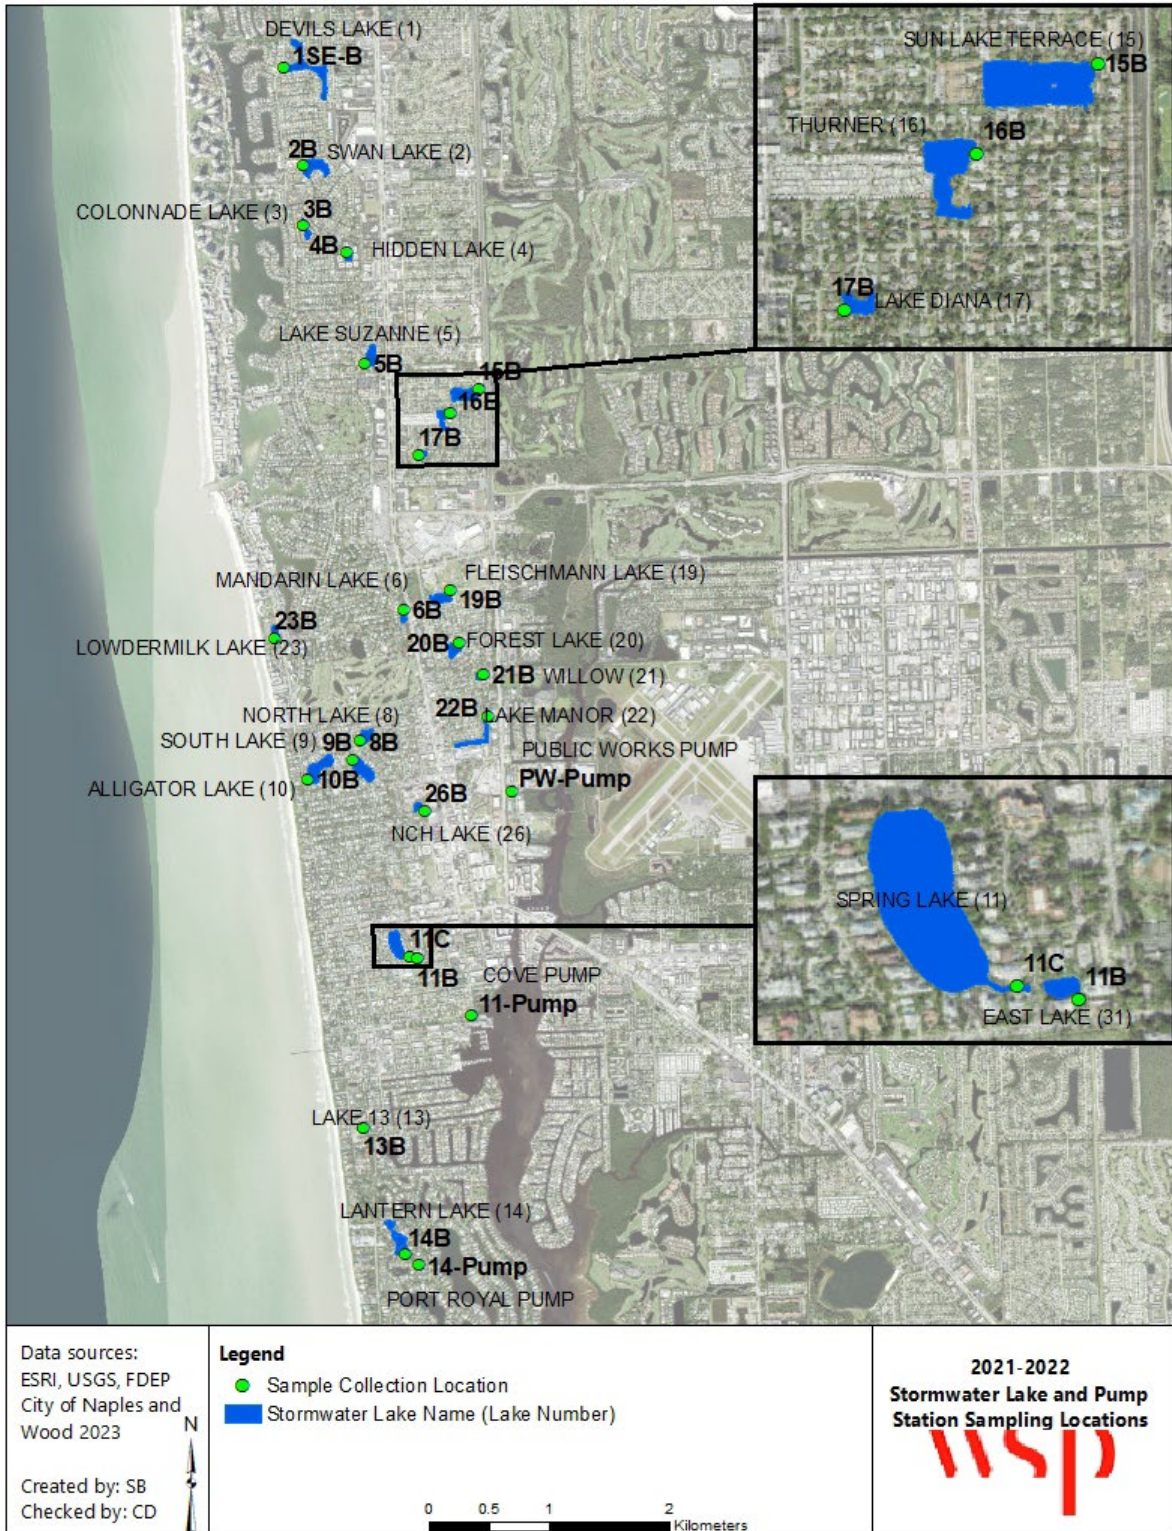 DEVILS LAKE (1)
1SE-B
2B
SWAN LAKE (2)
COLONNADE LAKE (3)
3B
4B
HIDDEN LAKE (4)
LAKE SUZANNE (5)
5B
15B
16B
17B
SUN LAKE TERRACE (15)
15B
THURNER (16)
16B
17B
LAKE DIANA (17)
MANDARIN LAKE (6)
6B
FLEISCHMANN LAKE (19)
19B
23B
LOWDERMILK LAKE (23)
20B
FOREST LAKE (20)
21B
WILLOW (21)
22B
LAKE MANOR (22)
NORTH LAKE (8)
SOUTH LAKE (9)
9B
8B
ALLIGATOR LAKE (10)
10B
PUBLIC WORKS PUMP
PW-Pump
26B
NCH LAKE (26)
11C
11B
COVE PUMP
11-Pump
SPRING LAKE (11)
11C
11B
EAST LAKE (31)
LAKE 13 (13)
13B
LANTERN LAKE (14)
14B
14-Pump
PORT ROYAL PUMP
Data sources:
ESRI, USGS, FDEP
City of Naples and
Wood 2023
N
Created by: SB
Checked by: CD
Legend
Sample Collection Location
Stormwater Lake Name (Lake Number)
0 0.5 1 2
Kilometers
2021-2022
Stormwater Lake and Pump
Station Sampling Locations
wsp